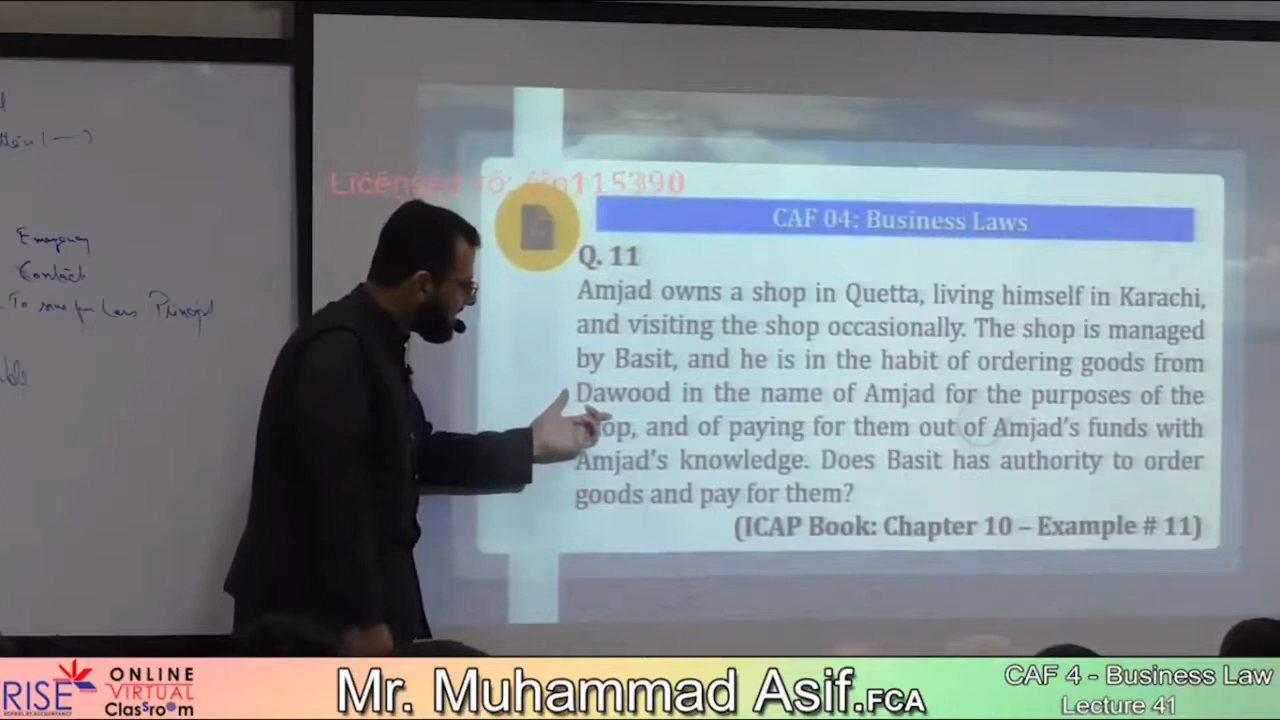 Emergency
Contact
To
CAF 04: Business Laws
Q. 11
Amjad owns a shop in Quetta, living himself in Karachi,
and visiting the shop occasionally. The shop is managed
by Basit, and he is in the habit of ordering goods from
Dawood in the name of Amjad for the purposes of the
op, and of paying for them out of Amjad's funds with
Amjad's knowledge. Does Basit has authority to order
goods and pay for them?
(ICAP Book: Chapter 10 – Example # 11)
RISE
ONLINE
VIRTUAL
Classroom
Mr. Muhammad Asif.FCA
CAF 4 - Business Law
Lecture 41